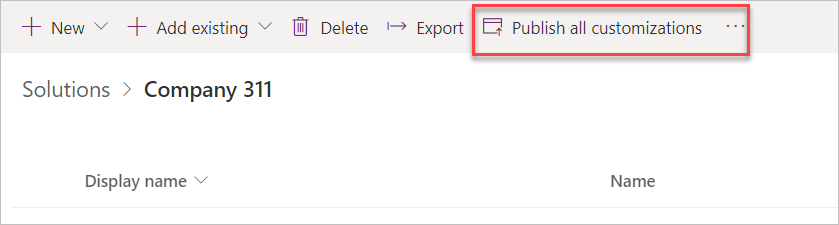 New Add existing Delete Export Publish all customizations ...
Solutions > Company 311
Display name Name